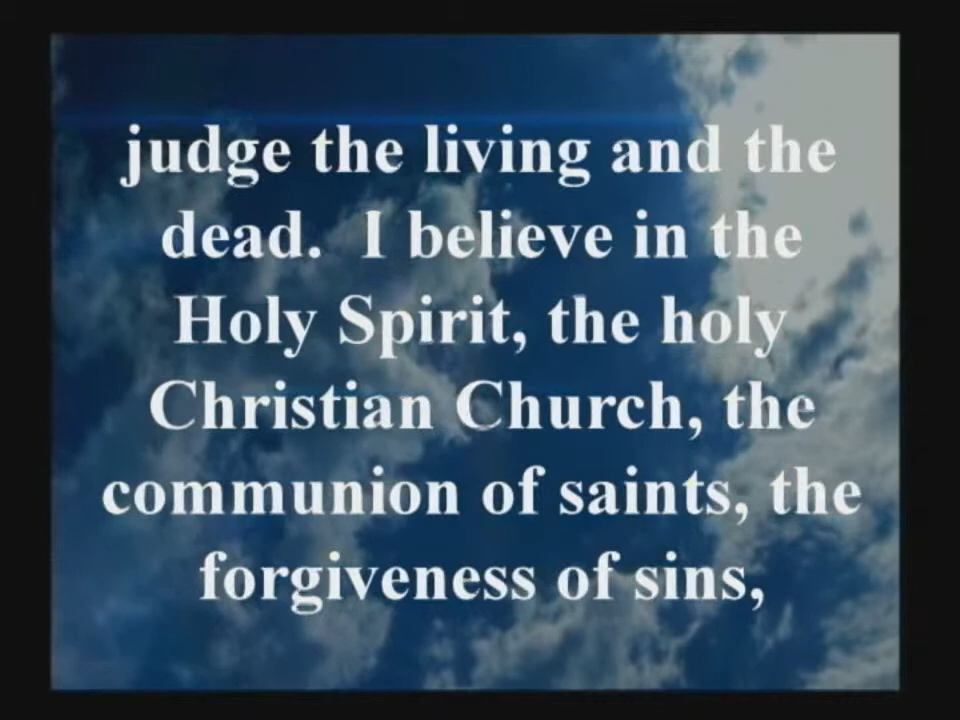 judge the living and the
dead.  I believe in the
Holy Spirit, the holy
Christian Church, the
communion of saints, the
forgiveness of sins,